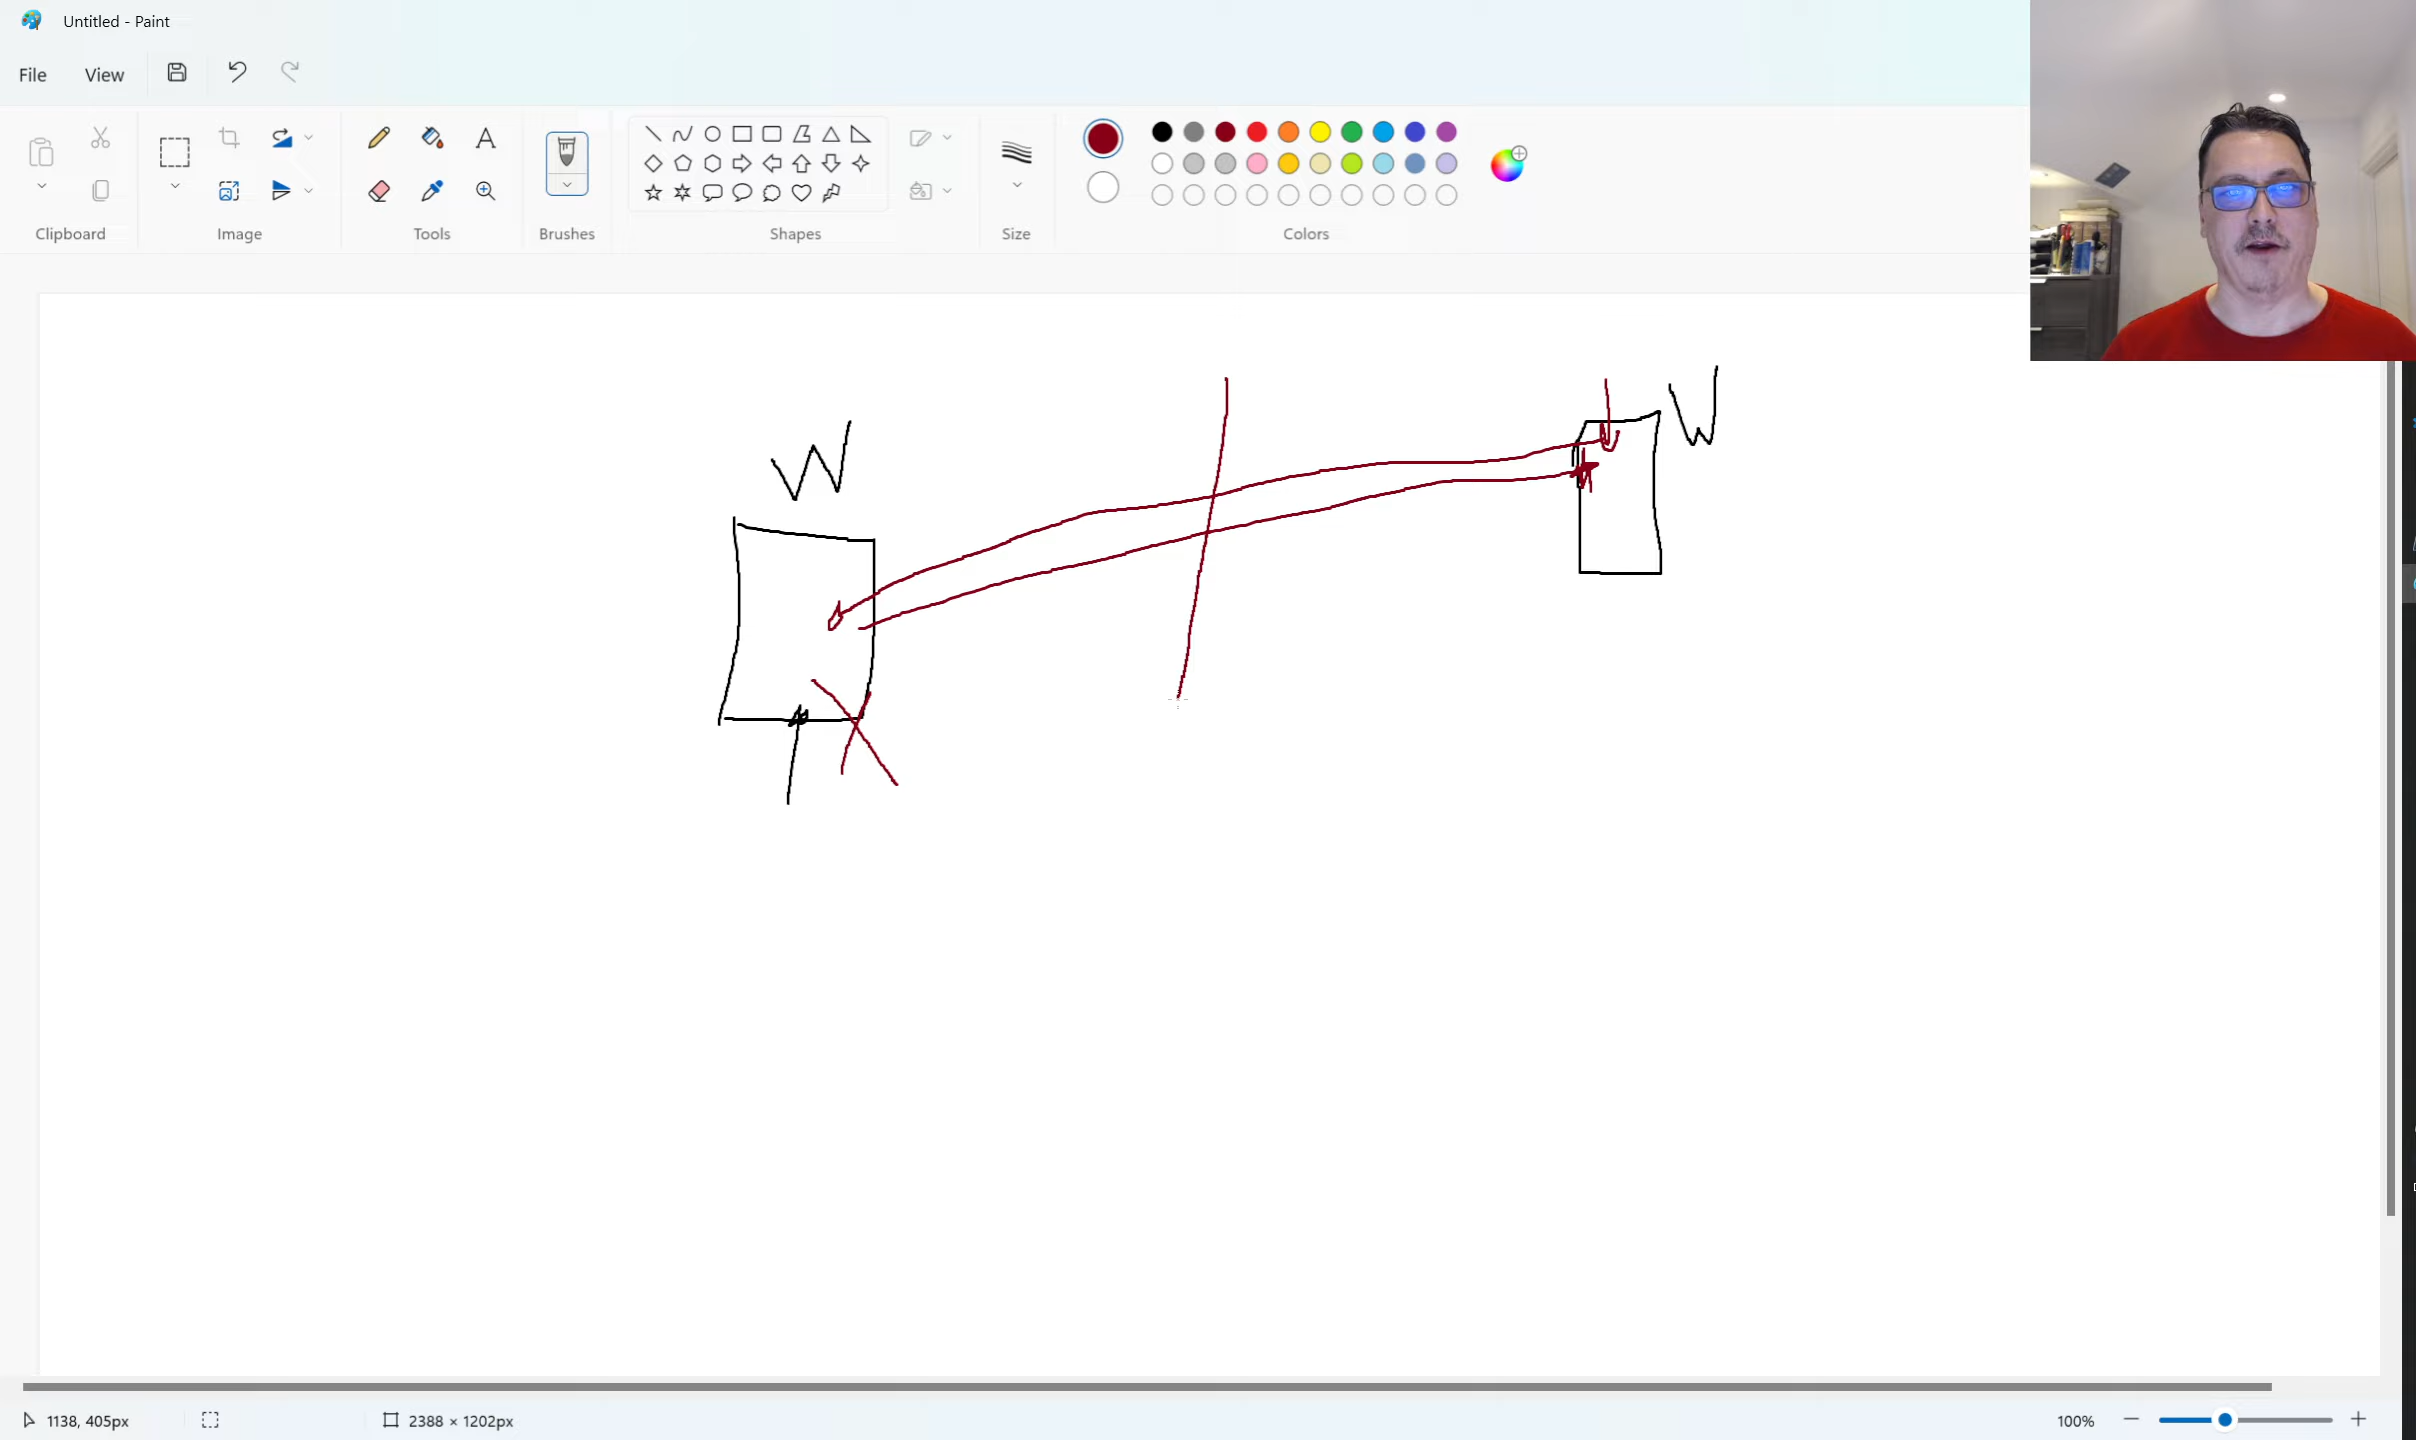 Untitled - Paint
File View
Clipboard Image Tools Brushes Shapes Size Colors
W
W
1138, 405px 2388 × 1202px 100%